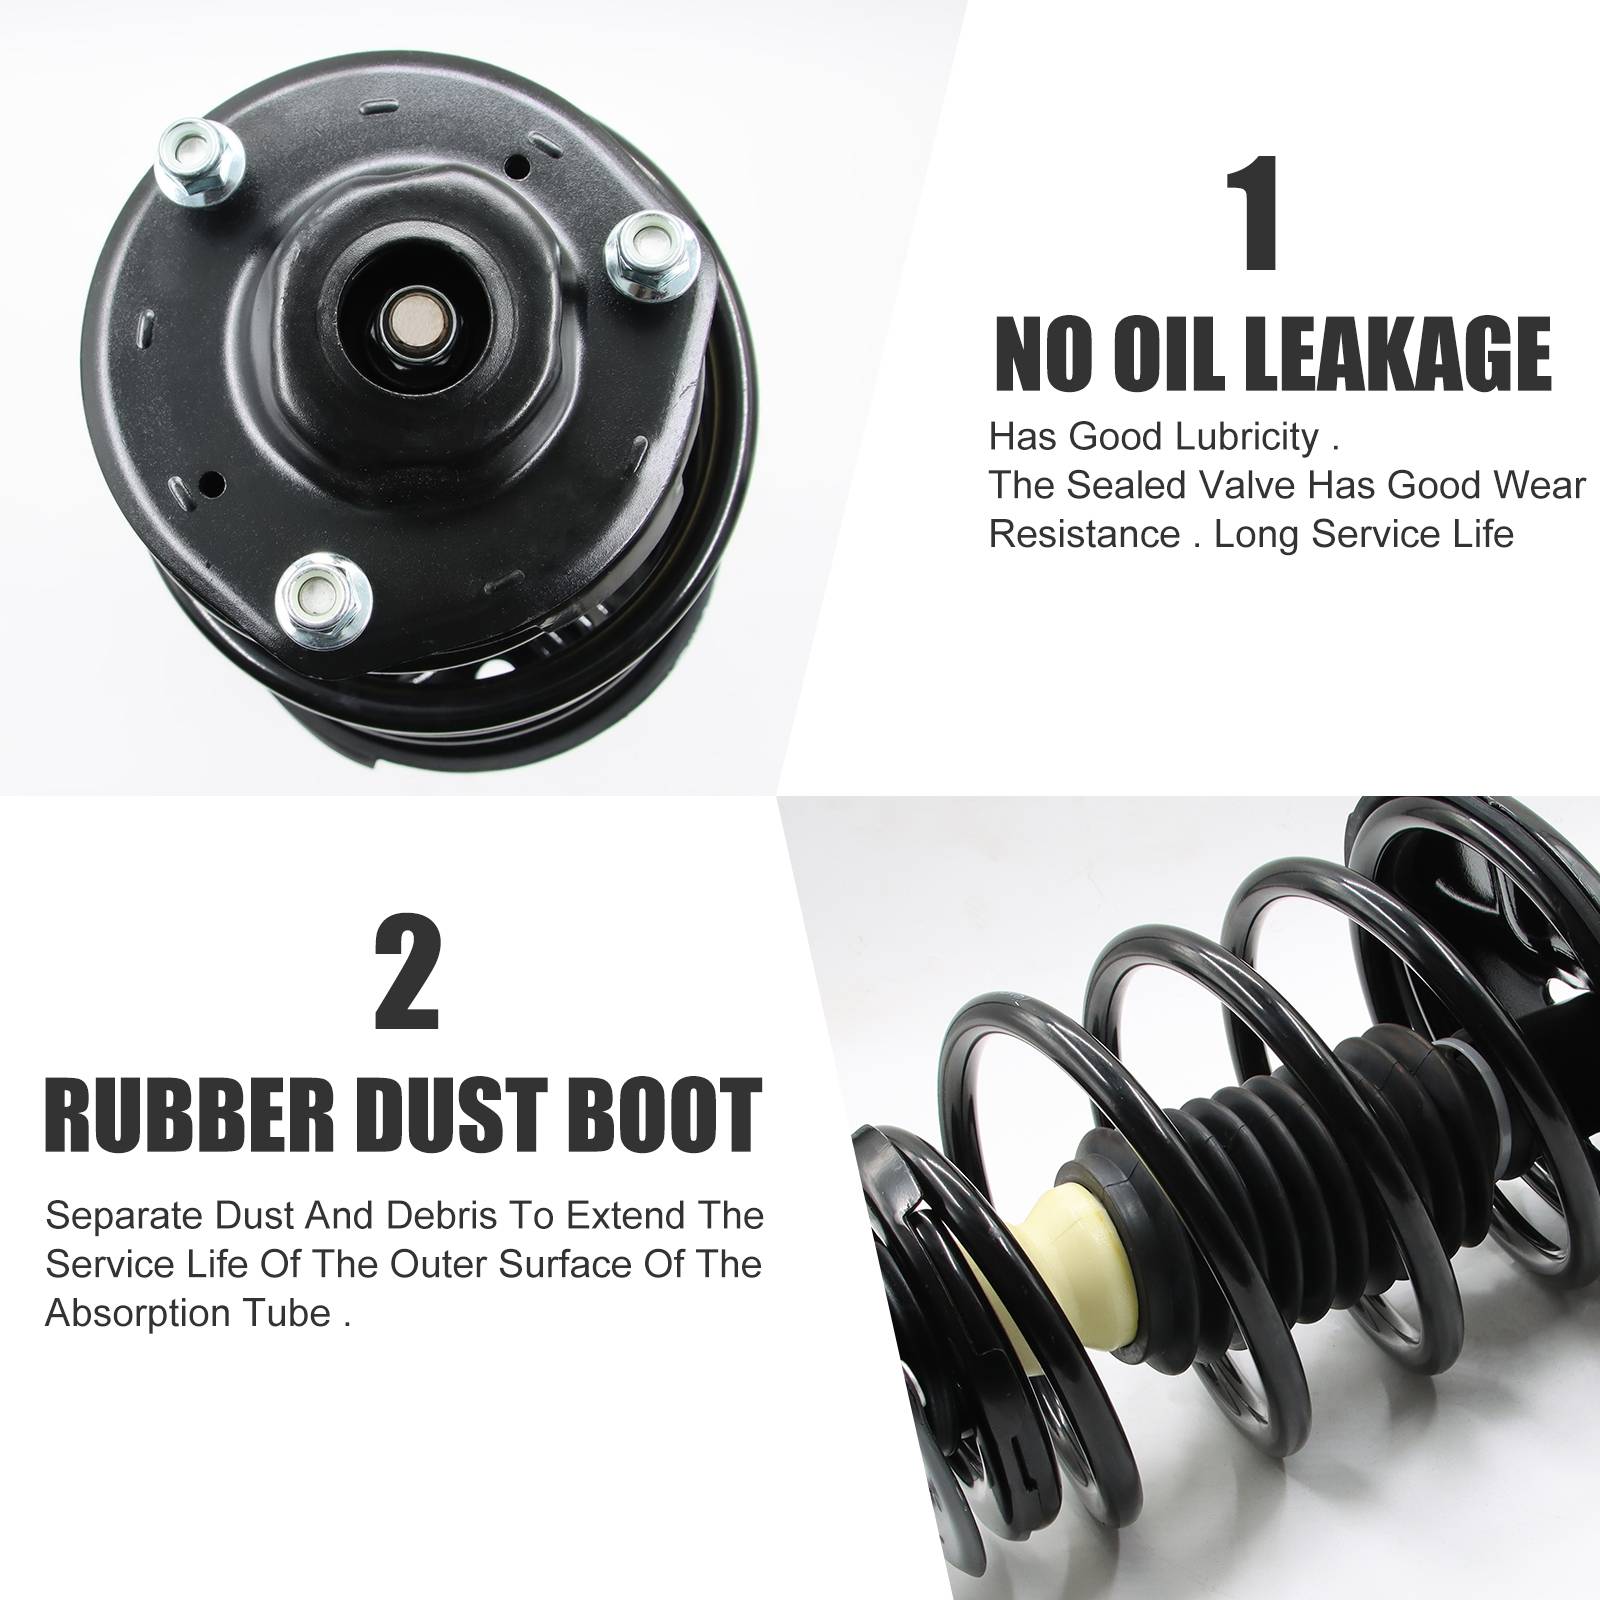 1
NO OIL LEAKAGE
Has Good Lubricity .
The Sealed Valve Has Good Wear
Resistance . Long Service Life
2
RUBBER DUST BOOT
Separate Dust And Debris To Extend The
Service Life Of The Outer Surface Of The
Absorption Tube .